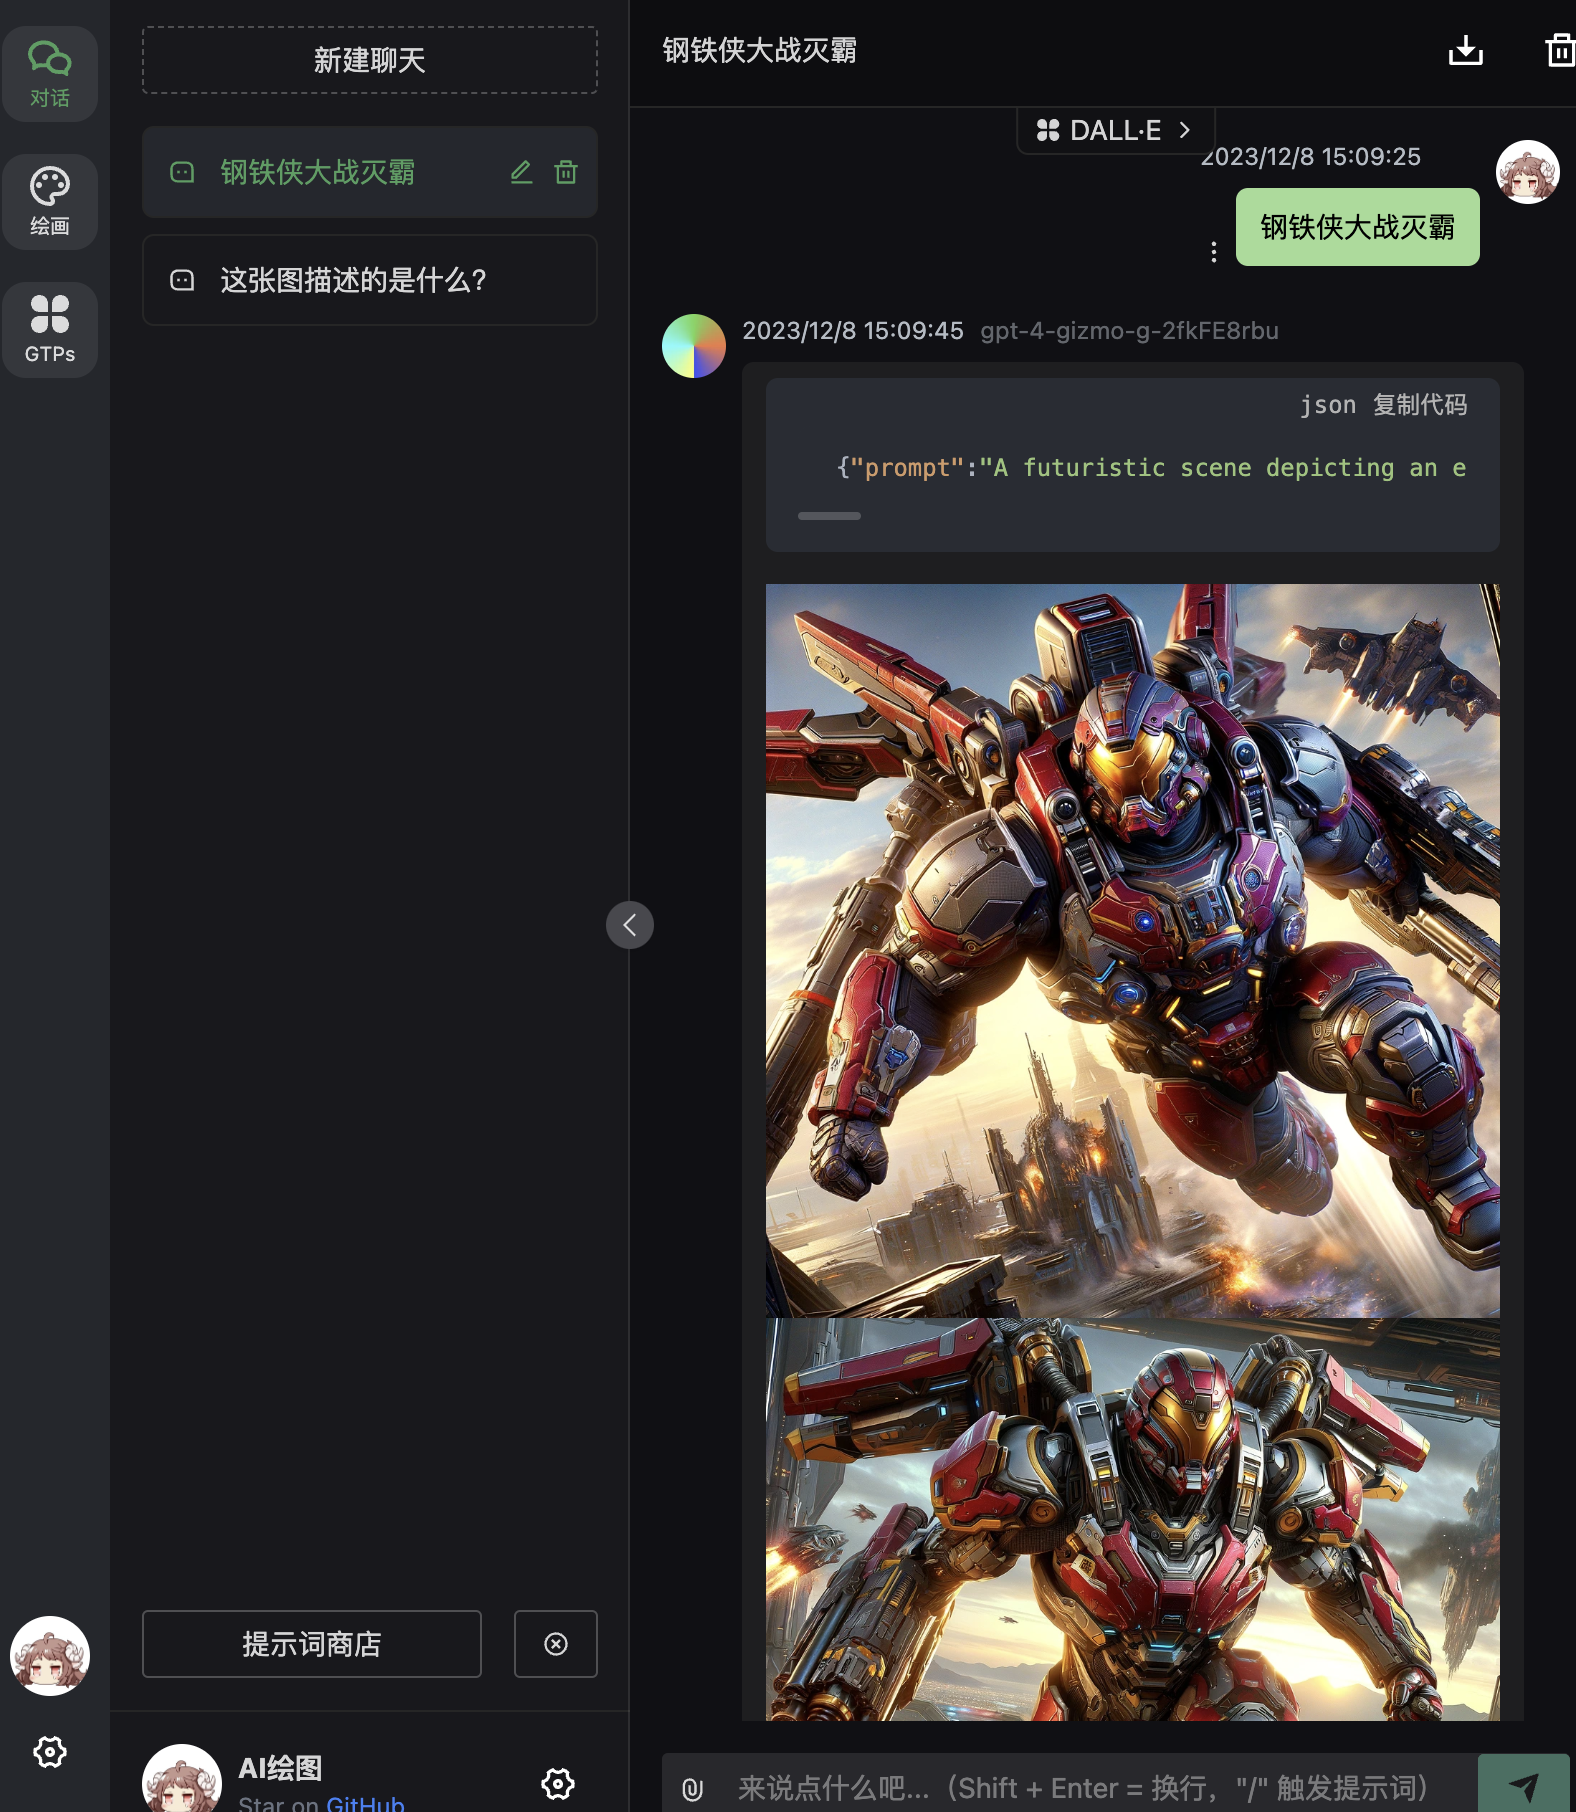 对话
绘画
GTPs
新建聊天
钢铁侠大战灭霸
这张图描述的是什么?
提示词商店
AI绘图
Star on GitHub
钢铁侠大战灭霸
DALL·E
2023/12/8 15:09:25
钢铁侠大战灭霸
2023/12/8 15:09:45 gpt-4-gizmo-g-2fkFE8rbu
json 复制代码
{"prompt":"A futuristic scene depicting an e
来说点什么吧...（Shift + Enter = 换行，"/" 触发提示词）